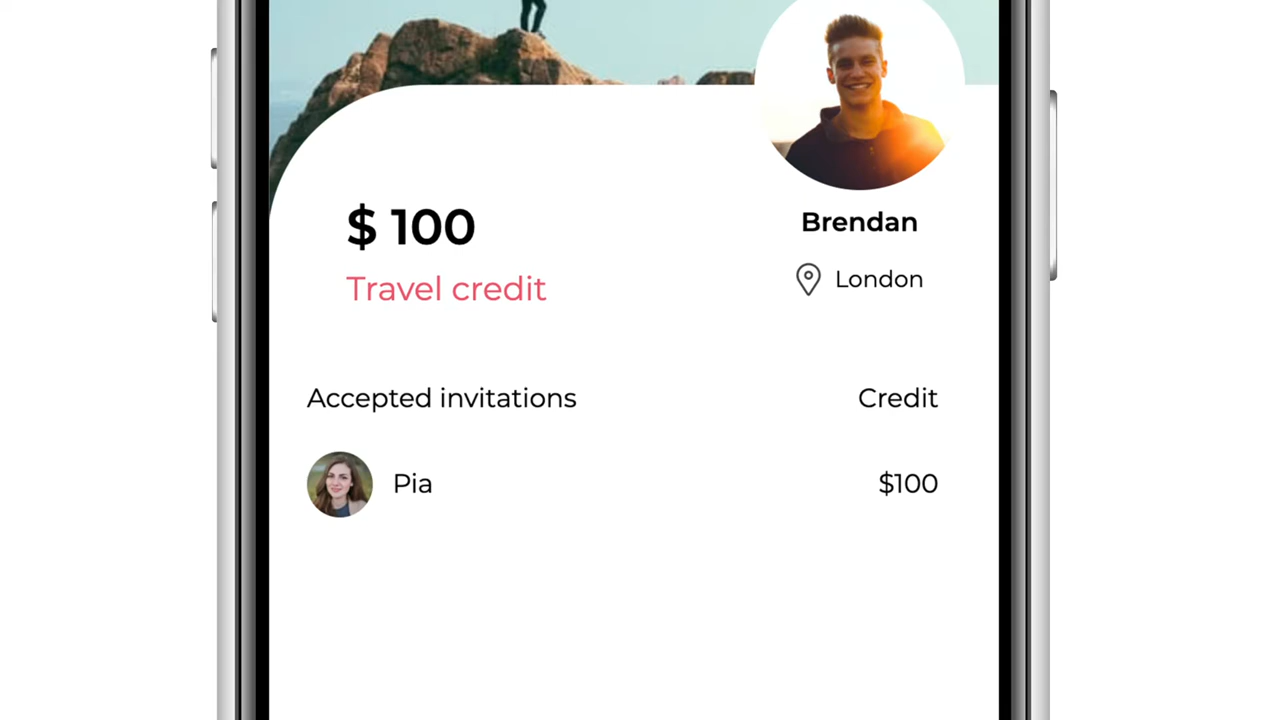 $ 100
Travel credit
Brendan
London
Accepted invitations
Credit
Pia
$100